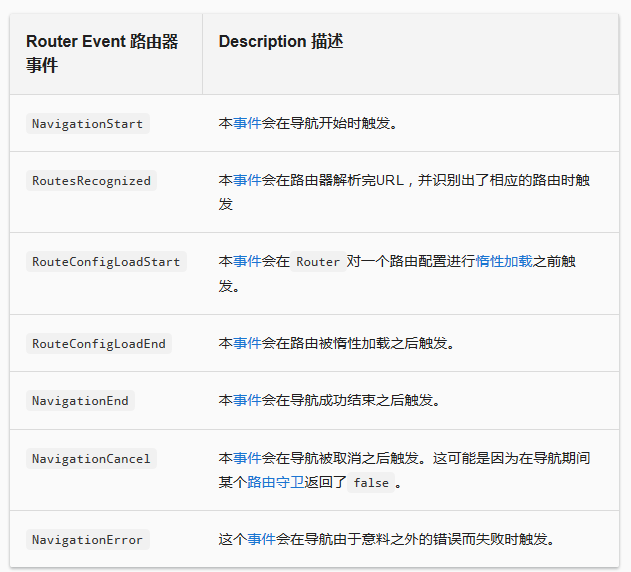 Router Event 路由器
事件
Description 描述
NavigationStart
本事件会在导航开始时触发。
RoutesRecognized
本事件会在路由器解析完URL，并识别出了相应的路由时触
发
RouteConfigLoadStart
本事件会在 Router 对一个路由配置进行惰性加载之前触
发。
RouteConfigLoadEnd
本事件会在路由被惰性加载之后触发。
NavigationEnd
本事件会在导航成功结束之后触发。
NavigationCancel
本事件会在导航被取消之后触发。这可能是因为在导航期间
某个路由守卫返回了 false 。
NavigationError
这个事件会在导航由于意料之外的错误而失败时触发。